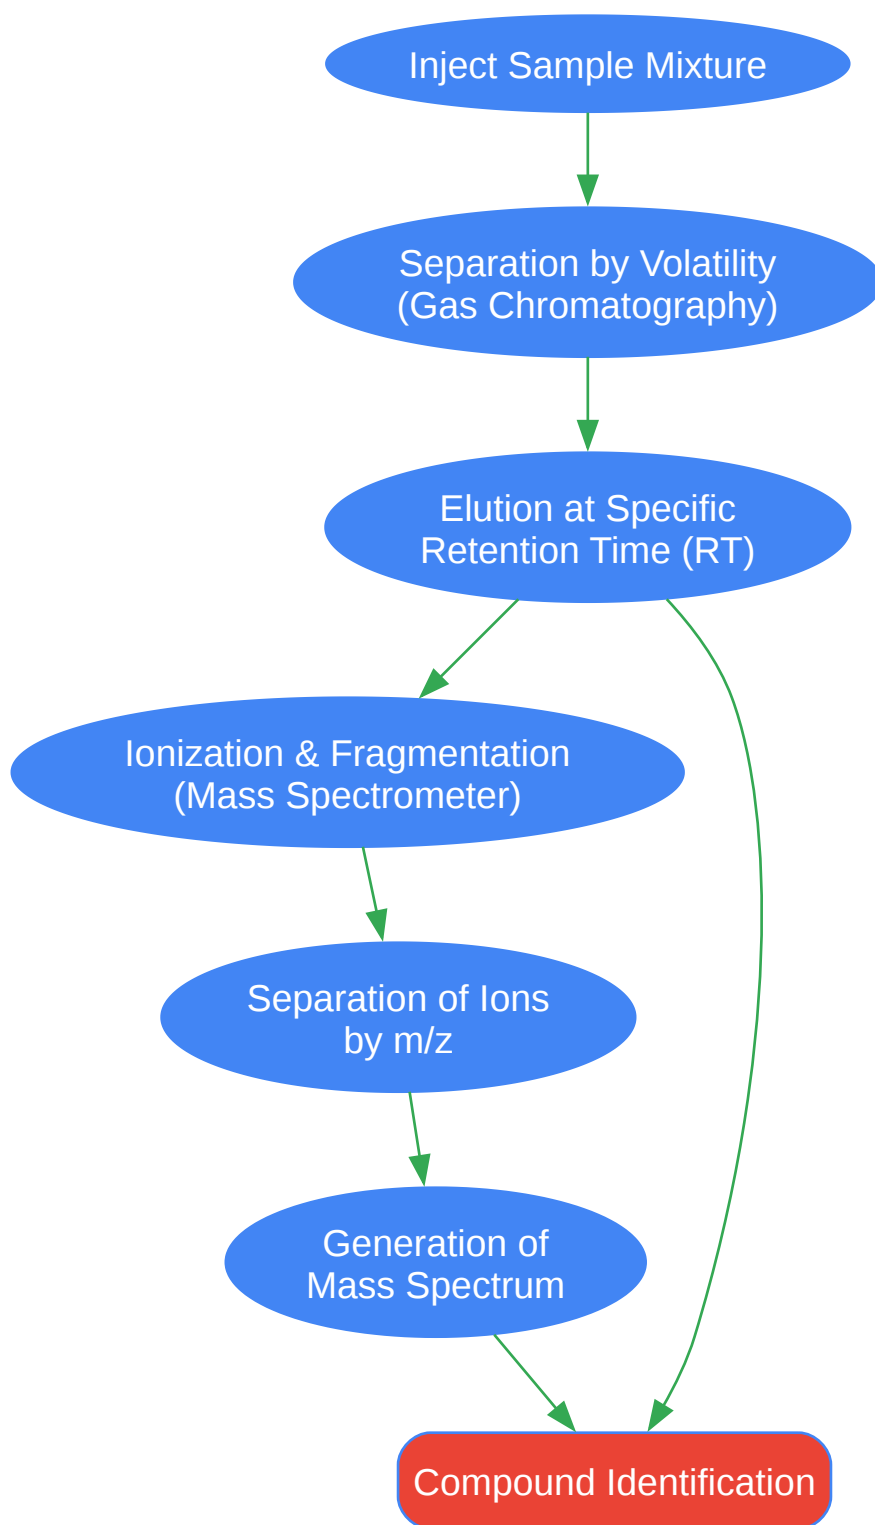 Inject Sample Mixture
Separation by Volatility
(Gas Chromatography)
Elution at Specific
Retention Time (RT)
Ionization & Fragmentation
(Mass Spectrometer)
Separation of Ions
by m/z
Generation of
Mass Spectrum
Compound Identification